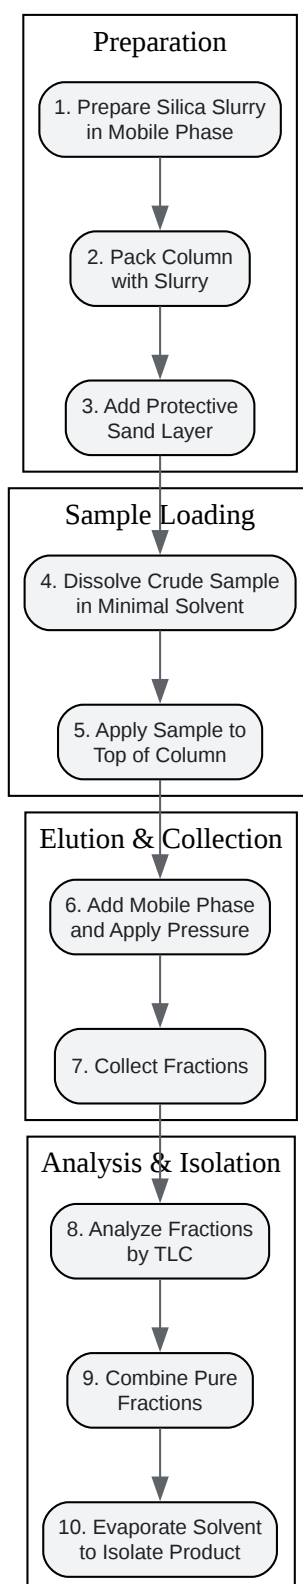 Preparation
1. Prepare Silica Slurry
in Mobile Phase
2. Pack Column
with Slurry
3. Add Protective
Sand Layer
Sample Loading
4. Dissolve Crude Sample
in Minimal Solvent
5. Apply Sample to
Top of Column
Elution & Collection
6. Add Mobile Phase
and Apply Pressure
7. Collect Fractions
Analysis & Isolation
8. Analyze Fractions
by TLC
9. Combine Pure
Fractions
10. Evaporate Solvent
to Isolate Product